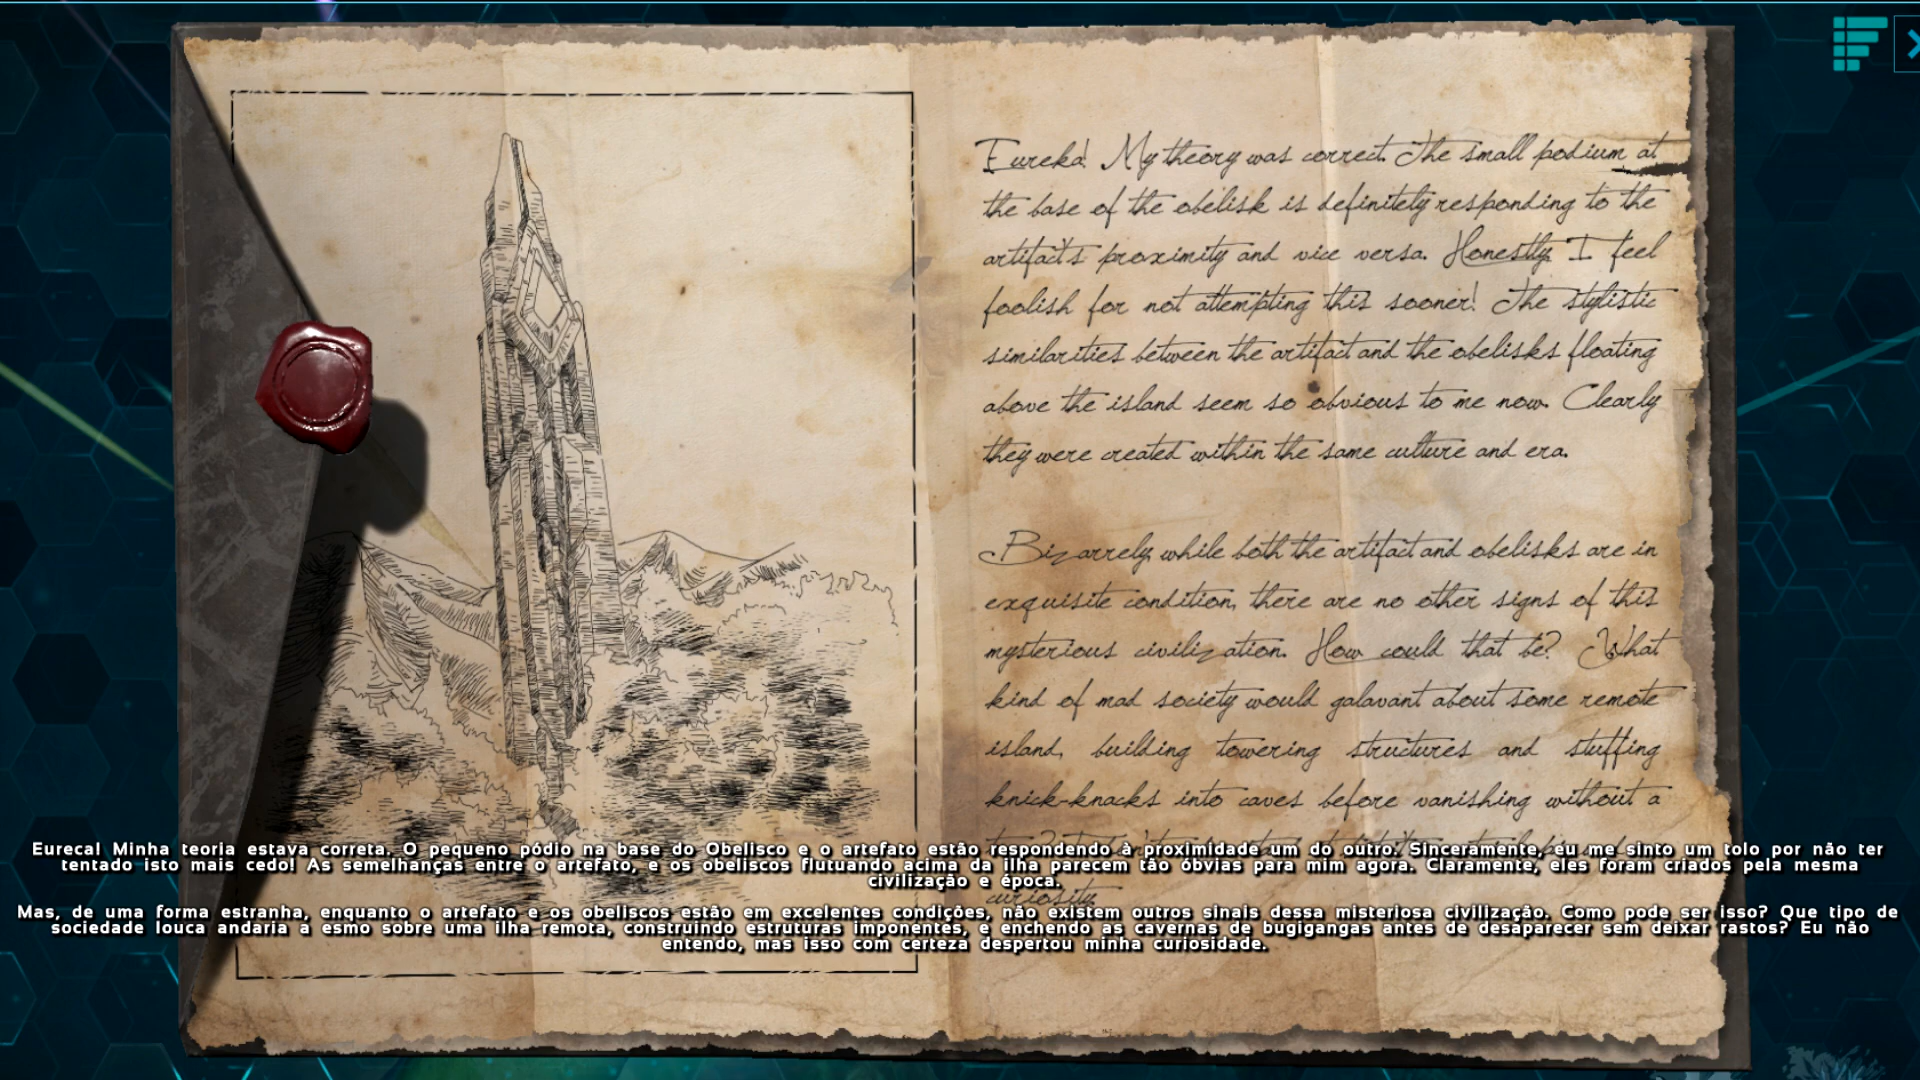 Eureka! My theory was correct. The small podium at
the base of the obelisk is definitely responding to the
artifact's proximity and vice versa. Honestly, I feel
foolish for not attempting this sooner! The stylistic
similarities between the artifact and the obelisks floating
above the island seem so obvious to me now. Clearly
they were created within the same culture and era.
Bizarrely, while both the artifact and obelisks are in
exquisite condition, there are no other signs of this
mysterious civilization. How could that be? What
kind of mad society would galavant about some remote
island, building towering structures and stuffing
knick-knacks into caves before vanishing without a
curiosity.
Eureca! Minha teoria estava correta. O pequeno pódio na base do Obelisco e o artefato estão respondendo à proximidade um do outro. Sinceramente, eu me sinto um tolo por não ter
tentado isto mais cedo! As semelhanças entre o artefato, e os obeliscos flutuando acima da ilha parecem tão óbvias para mim agora. Claramente, eles foram criados pela mesma
civilização e época.
Mas, de uma forma estranha, enquanto o artefato e os obeliscos estão em excelentes condições, não existem outros sinais dessa misteriosa civilização. Como pode ser isso? Que tipo de
sociedade louca andaria a esmo sobre uma ilha remota, construindo estruturas imponentes, e enchendo as cavernas de bugigangas antes de desaparecer sem deixar rastos? Eu não
entendo, mas isso com certeza despertou minha curiosidade.